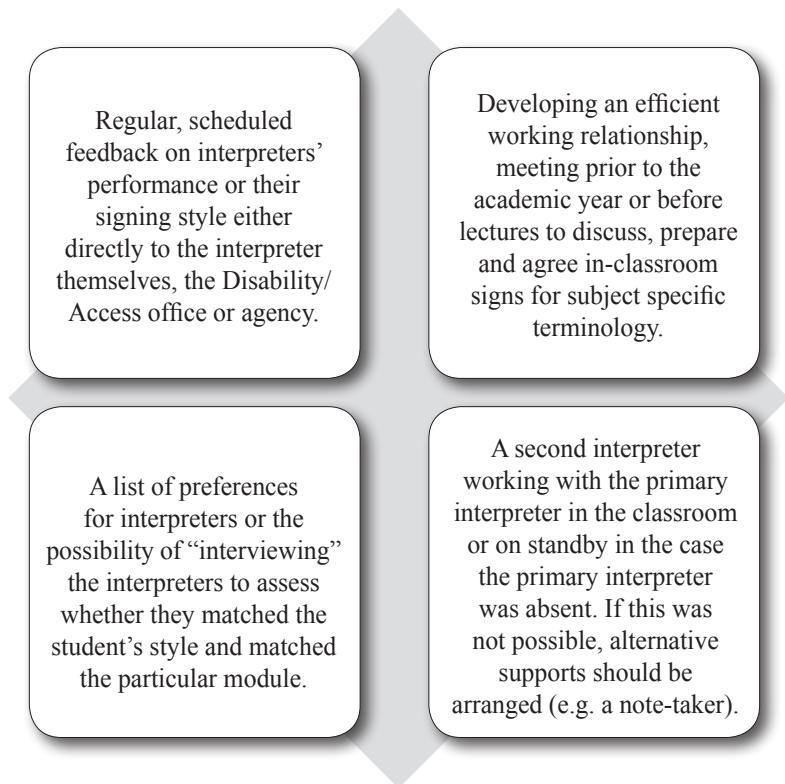 Regular, scheduled
feedback on interpreters’
performance or their
signing style either
directly to the interpreter
themselves, the Disability/
Access office or agency.
Developing an efficient
working relationship,
meeting prior to the
academic year or before
lectures to discuss, prepare
and agree in-classroom
signs for subject specific
terminology.
A list of preferences
for interpreters or the
possibility of “interviewing”
the interpreters to assess
whether they matched the
student’s style and matched
the particular module.
A second interpreter
working with the primary
interpreter in the classroom
or on standby in the case
the primary interpreter
was absent. If this was
not possible, alternative
supports should be
arranged (e.g. a note-taker).